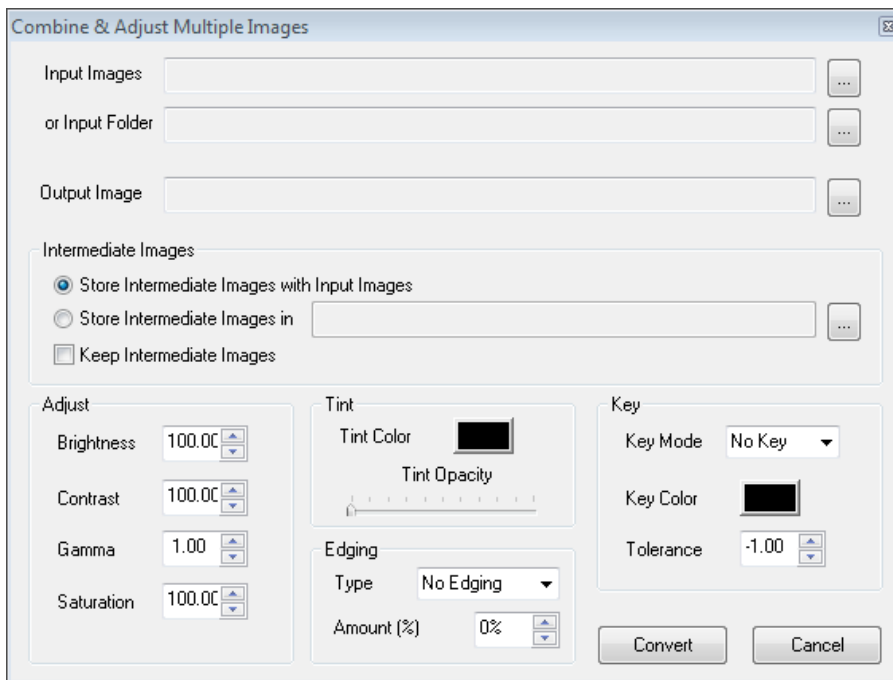 Combine & Adjust Multiple Images
Input Images
...
or Input Folder
...
Output Image
...
Intermediate Images
Store Intermediate Images with Input Images
Store Intermediate Images in
...
Keep Intermediate Images
Adjust
Brightness 100.00
Contrast 100.00
Gamma 1.00
Saturation 100.00
Tint
Tint Color
Tint Opacity
Edging
Type No Edging
Amount (%) 0%
Key
Key Mode No Key
Key Color
Tolerance -1.00
Convert Cancel